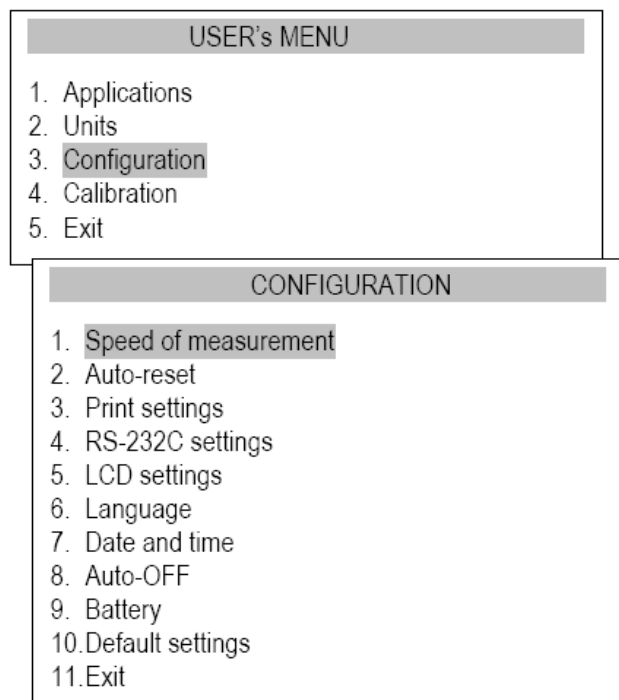 USER's MENU
1. Applications
2. Units
3. Configuration
4. Calibration
5. Exit
CONFIGURATION
1. Speed of measurement
2. Auto-reset
3. Print settings
4. RS-232C settings
5. LCD settings
6. Language
7. Date and time
8. Auto-OFF
9. Battery
10.Default settings
11.Exit